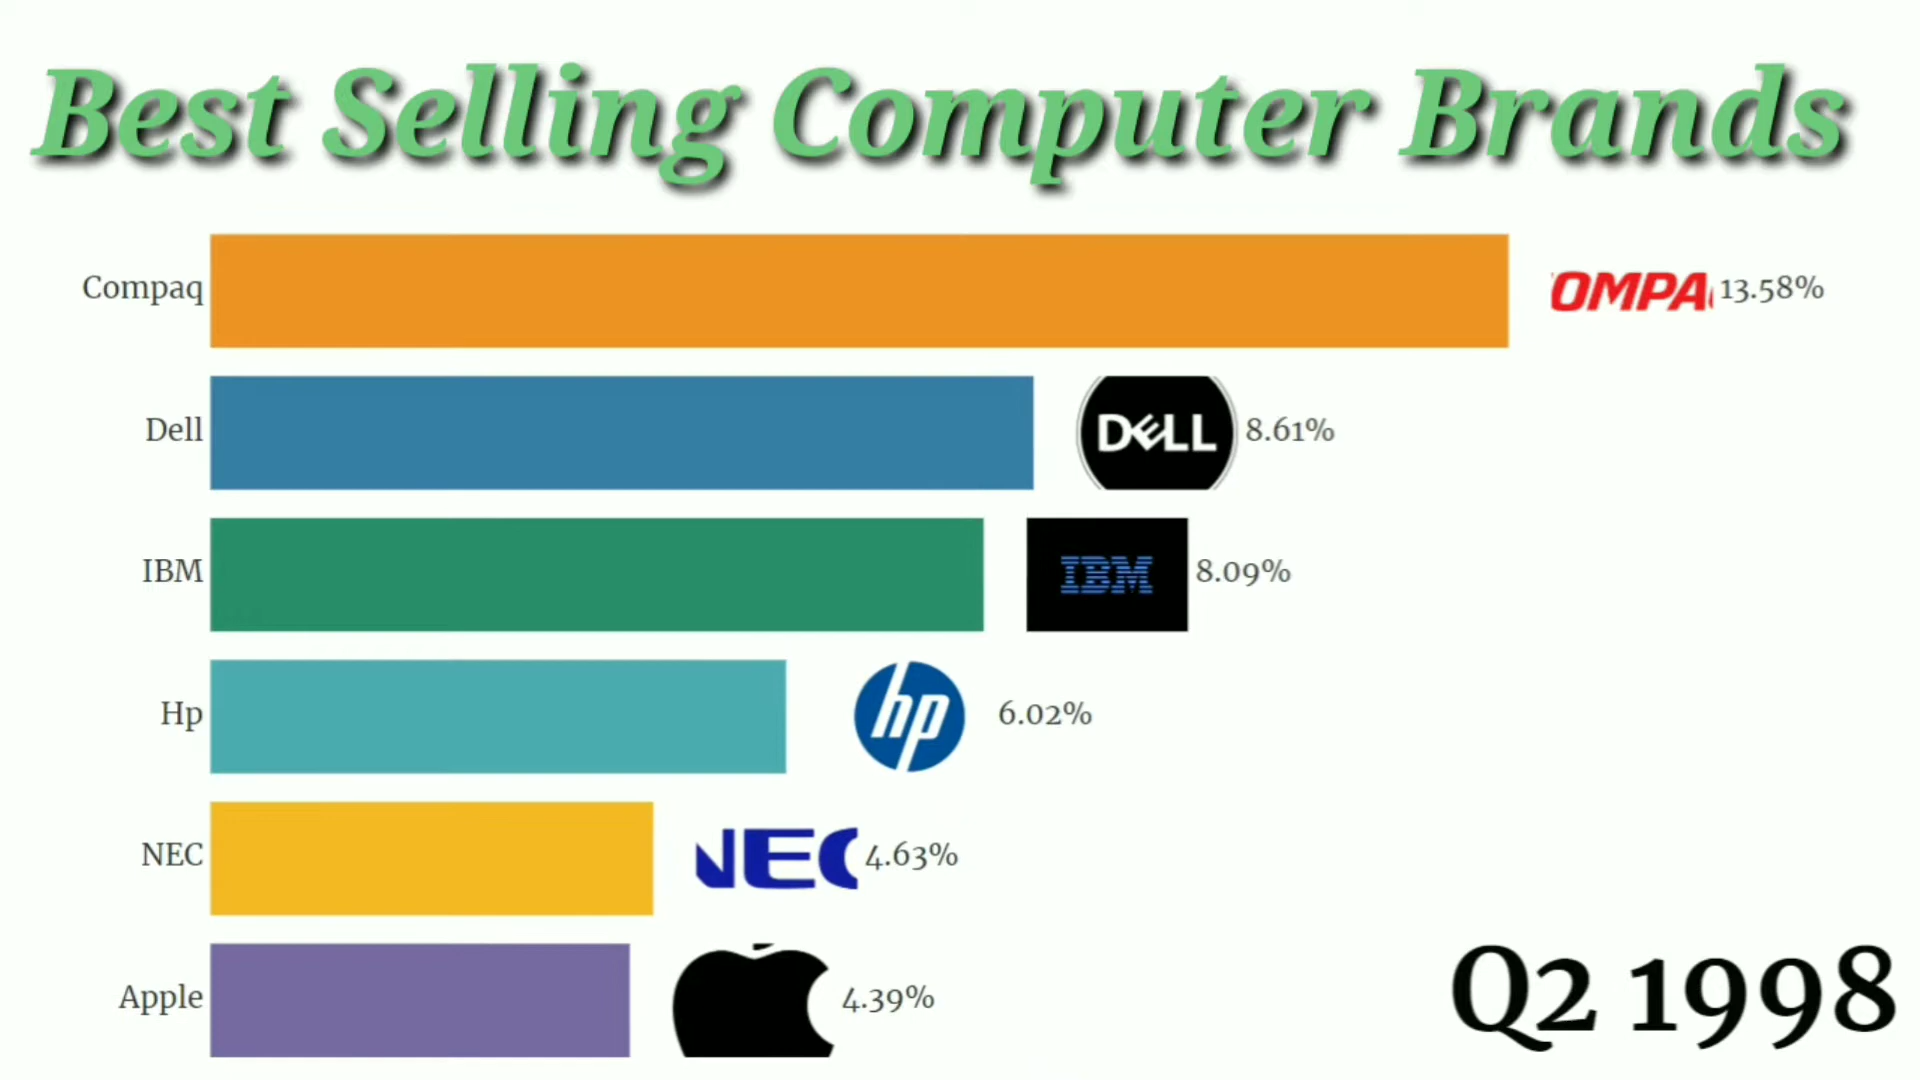 Best Selling Computer Brands
Compaq OMPA 13.58%
Dell DELL 8.61%
IBM IBM 8.09%
Hp hp 6.02%
NEC NEC 4.63%
Apple 4.39%
Q2 1998